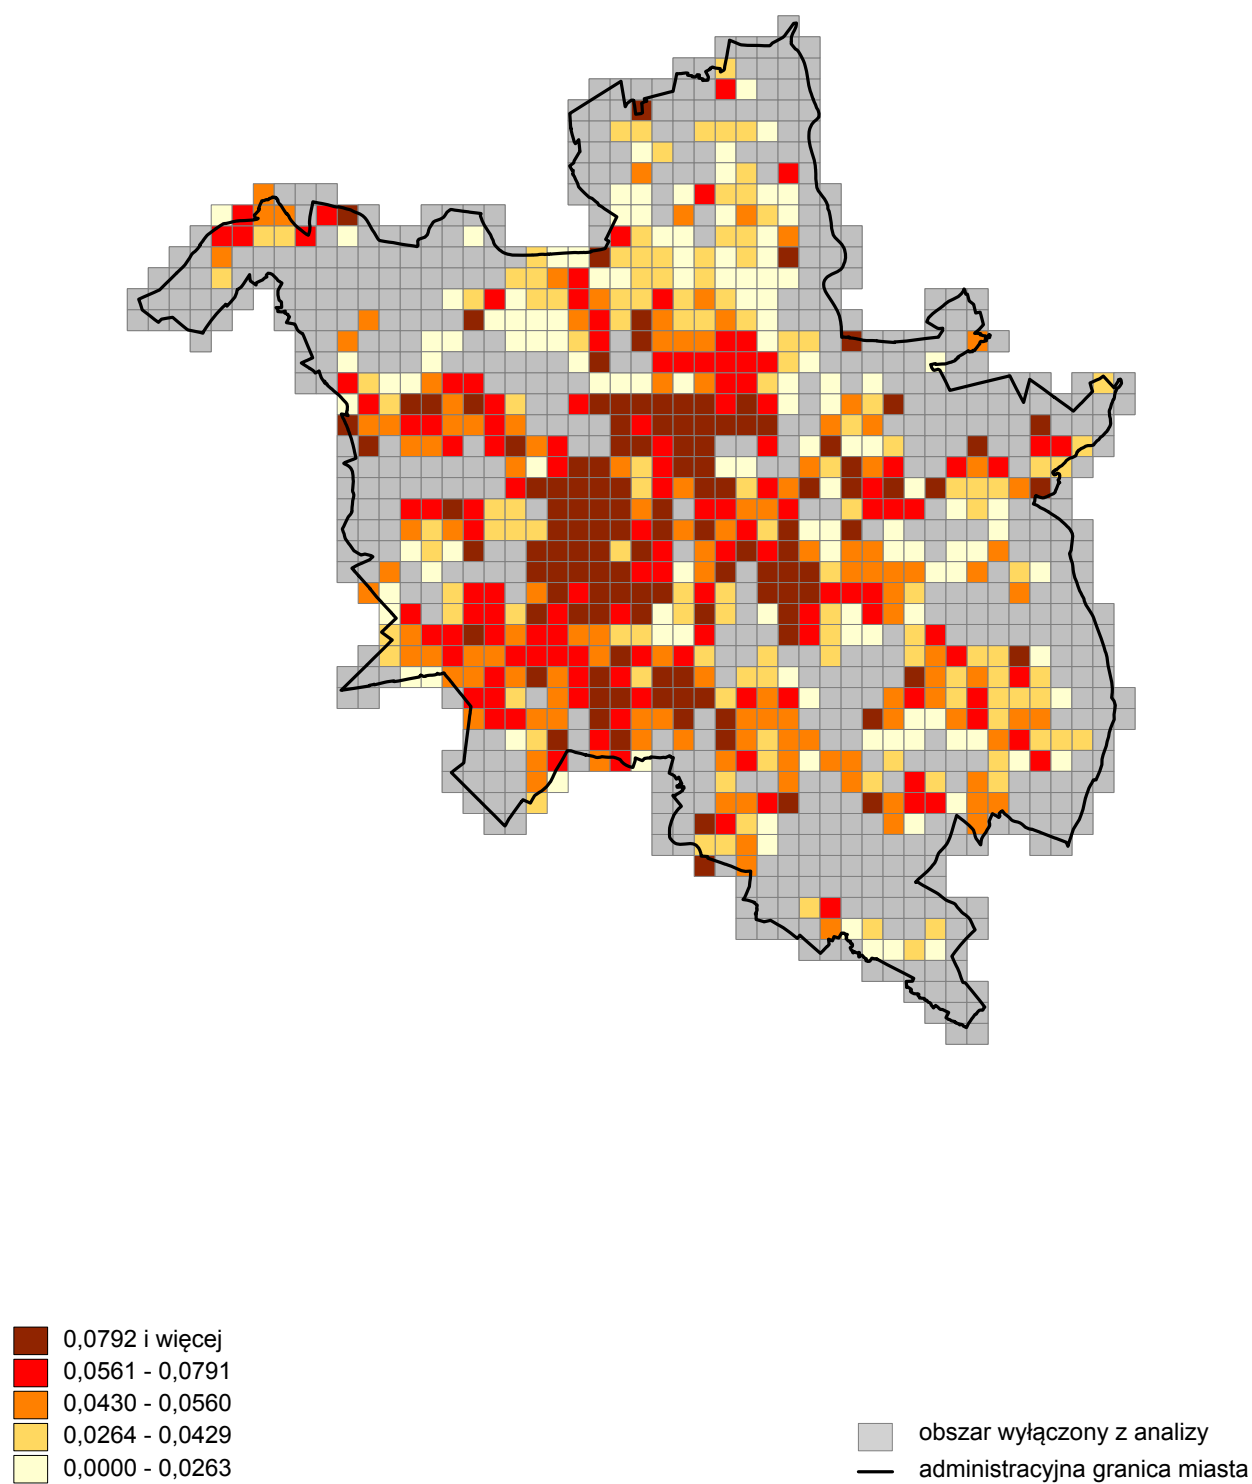 0,0792 i więcej
0,0561 - 0,0791
0,0430 - 0,0560
0,0264 - 0,0429
0,0000 - 0,0263
obszar wyłączony z analizy
administracyjna granica miasta